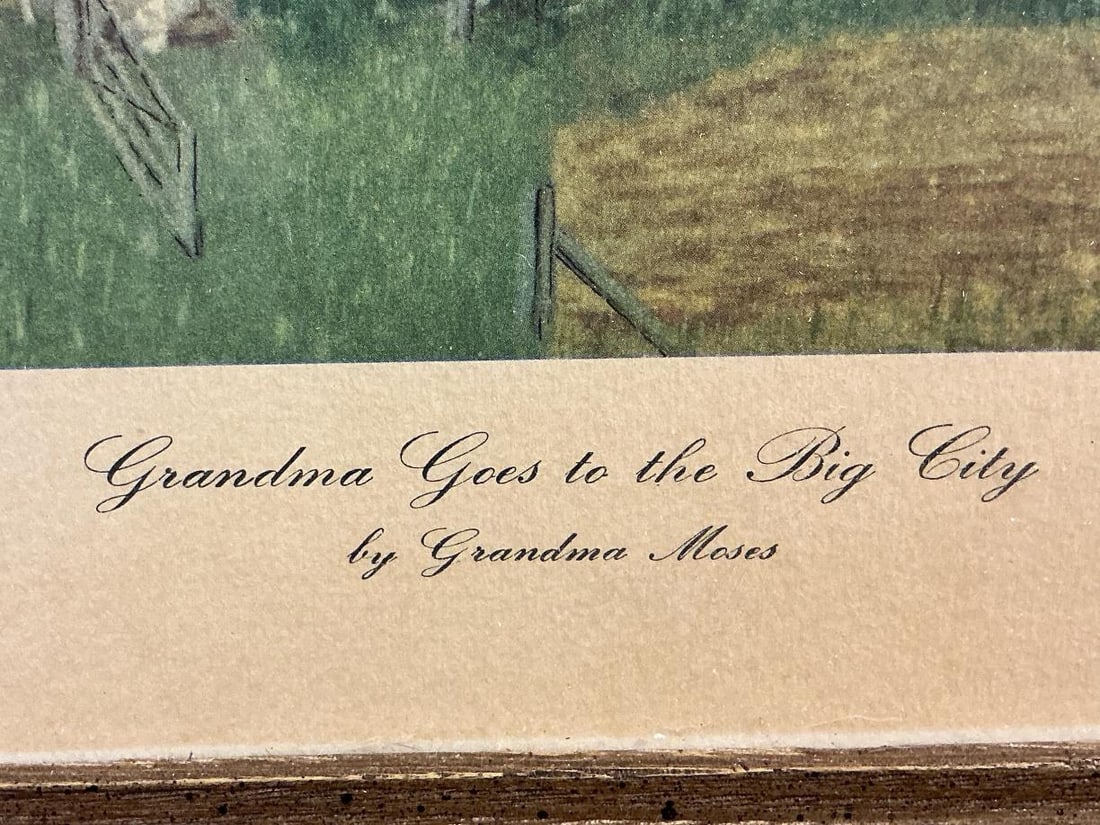 Grandma Goes to the Big City
by Grandma Moses